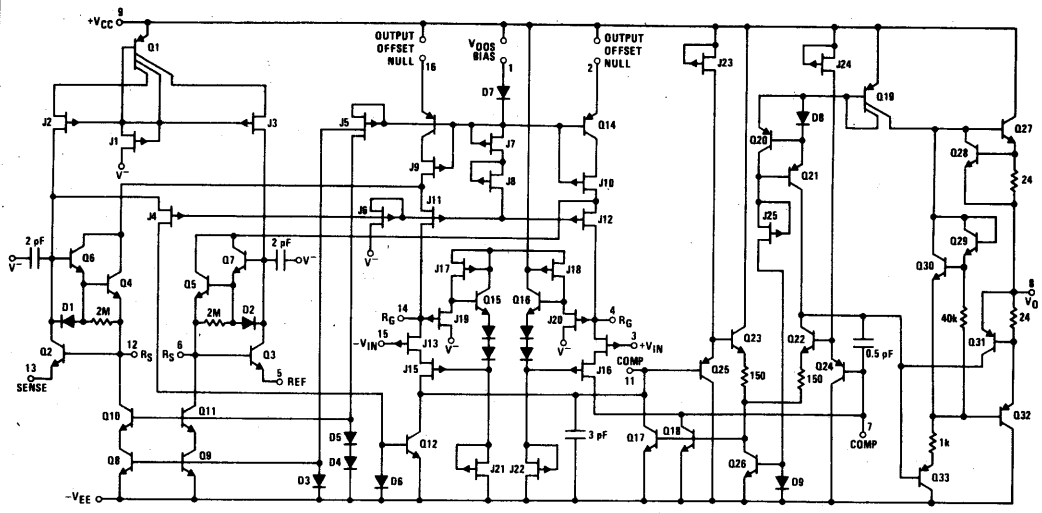 9
+VCC
Q1
J2
J1
V-
J3
OUTPUT
OFFSET
NULL
16
VOOS
BIAS
1
D7
OUTPUT
OFFSET
NULL
2
J23
J24
Q19
J5
J9
J7
J8
Q14
J10
D8
Q20
Q21
Q27
Q28
24
J4
J6
V-
J11
J12
J25
2 pF
V-
Q6
Q4
Q7
Q5
2 pF
V-
J17
Q15
J18
Q16
Q29
Q30
D1
2M
2M
D2
14
RG
J19
V-
J20
V-
4
RG
8
VO
24
40k
Q31
Q2
12
RS
6
RS
Q3
15
-VIN
J13
3
+VIN
COMP
11
Q23
Q22
0.5 pF
13
SENSE
5
REF
J15
J16
Q25
150
150
Q24
Q32
7
COMP
Q10
Q11
D5
D4
Q12
3 pF
Q17
Q18
1k
Q8
Q9
D3
D6
J21
J22
Q26
D9
Q33
-VEE